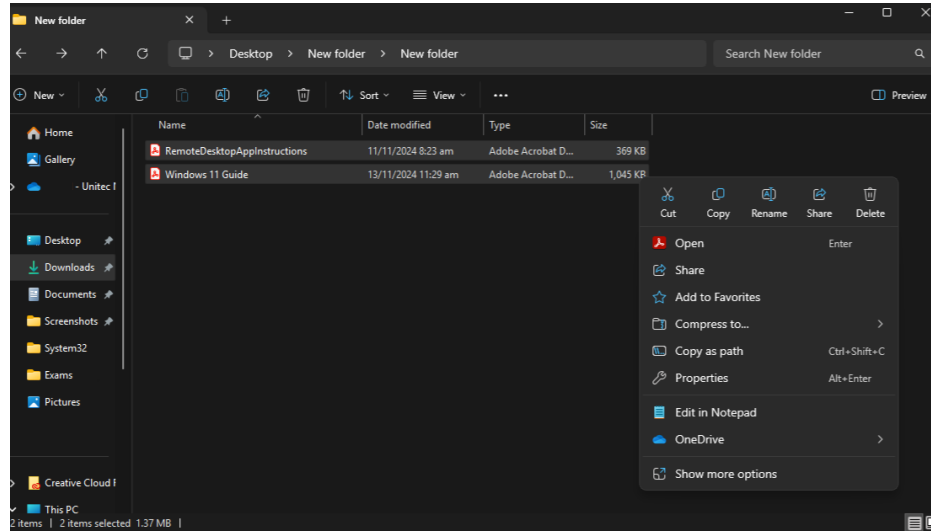 New folder
Desktop > New folder > New folder
Search New folder
New
Sort
View
Preview
Home
Gallery
- Unitec
Desktop
Downloads
Documents
Screenshots
System32
Exams
Pictures
Creative Cloud F
This PC
Name Date modified Type Size
RemoteDesktopAppInstructions 11/11/2024 8:23 am Adobe Acrobat D... 369 KB
Windows 11 Guide 13/11/2024 11:29 am Adobe Acrobat D... 1,045 KB
Cut Copy Rename Share Delete
Open Enter
Share
Add to Favorites
Compress to... >
Copy as path Ctrl+Shift+C
Properties Alt+Enter
Edit in Notepad
OneDrive >
Show more options
2 items | 2 items selected 1.37 MB |